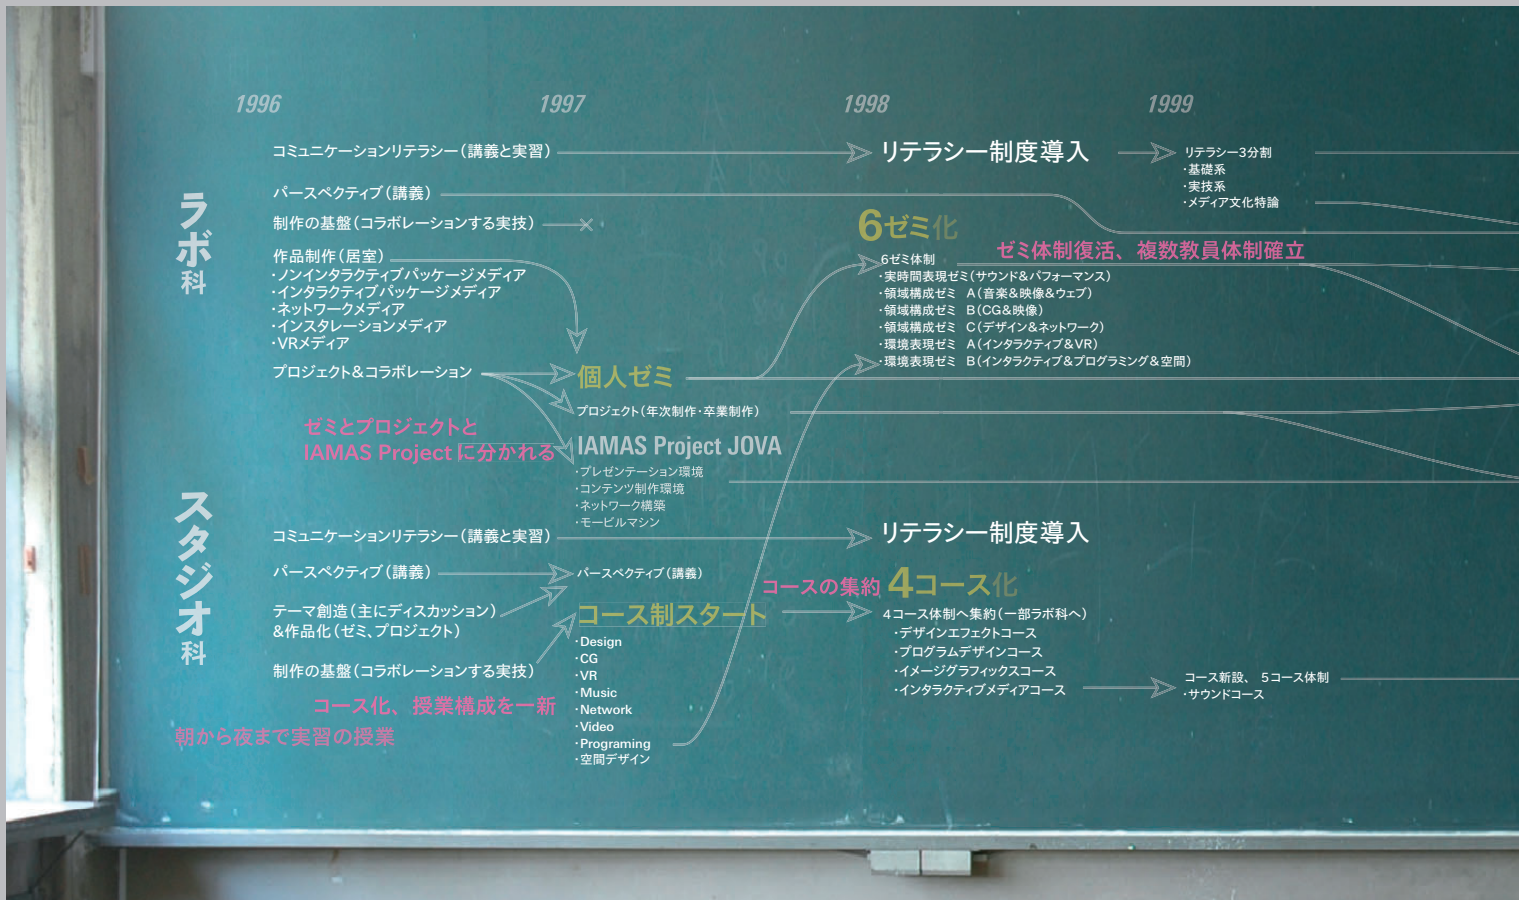 1996
1997
1998
1999
ラボ科
コミュニケーションリテラシー（講義と実習）
リテラシー制度導入
リテラシー3分割
・基礎系
・実技系
・メディア文化特論
パースペクティブ（講義）
制作の基盤（コラボレーションする実技）
作品制作（居室）
・ノンインタラクティブパッケージメディア
・インタラクティブパッケージメディア
・ネットワークメディア
・インスタレーションメディア
・VRメディア
プロジェクト＆コラボレーション
6ゼミ化
ゼミ体制復活、複数教員体制確立
6ゼミ体制
・実時間表現ゼミ（サウンド&パフォーマンス）
・領域構成ゼミ A（音楽&映像&ウェブ）
・領域構成ゼミ B（CG&映像）
・領域構成ゼミ C（デザイン&ネットワーク）
・環境表現ゼミ A（インタラクティブ&VR）
・環境表現ゼミ B（インタラクティブ&プログラミング&空間）
個人ゼミ
プロジェクト（年次制作・卒業制作）
ゼミとプロジェクトと
IAMAS Projectに分かれる
IAMAS Project JOVA
・プレゼンテーション環境
・コンテンツ制作環境
・ネットワーク構築
・モービルマシン
スタジオ科
コミュニケーションリテラシー（講義と実習）
リテラシー制度導入
パースペクティブ（講義）
パースペクティブ（講義）
テーマ創造（主にディスカッション）
＆作品化（ゼミ、プロジェクト）
制作の基盤（コラボレーションする実技）
コース化、授業構成を一新
朝から夜まで実習の授業
コース制スタート
・Design
・CG
・VR
・Music
・Network
・Video
・Programing
・空間デザイン
コースの集約
4コース化
4コース体制へ集約（一部ラボ科へ）
・デザインエフェクトコース
・プログラムデザインコース
・イメージグラフィックスコース
・インタラクティブメディアコース
コース新設、5コース体制
・サウンドコース